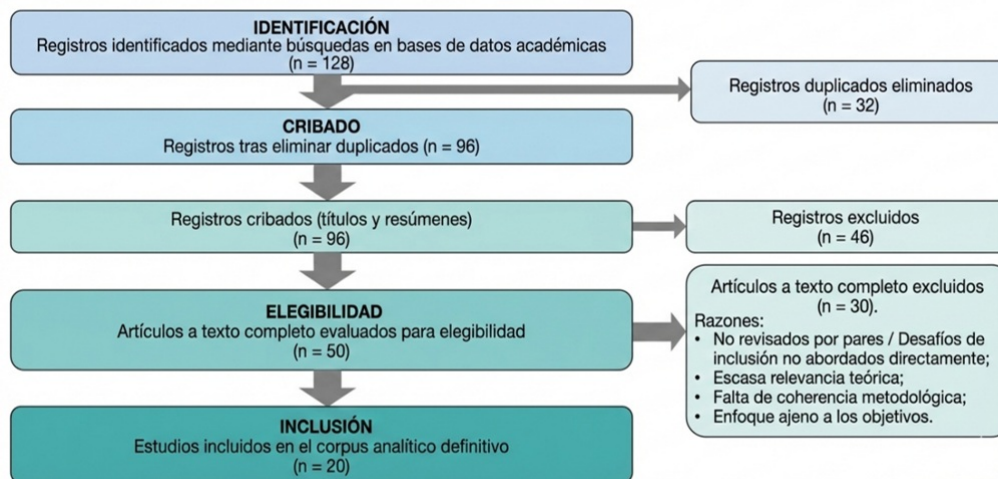 IDENTIFICACIÓN
Registros identificados mediante búsquedas en bases de datos académicas
(n = 128)
Registros duplicados eliminados
(n = 32)
CRIBADO
Registros tras eliminar duplicados (n = 96)
Registros cribados (títulos y resúmenes)
(n = 96)
Registros excluidos
(n = 46)
ELEGIBILIDAD
Artículos a texto completo evaluados para elegibilidad
(n = 50)
Artículos a texto completo excluidos
(n = 30).
Razones:
• No revisados por pares / Desafíos de
inclusión no abordados directamente;
• Escasa relevancia teórica;
• Falta de coherencia metodológica;
• Enfoque ajeno a los objetivos.
INCLUSIÓN
Estudios incluidos en el corpus analítico definitivo
(n = 20)